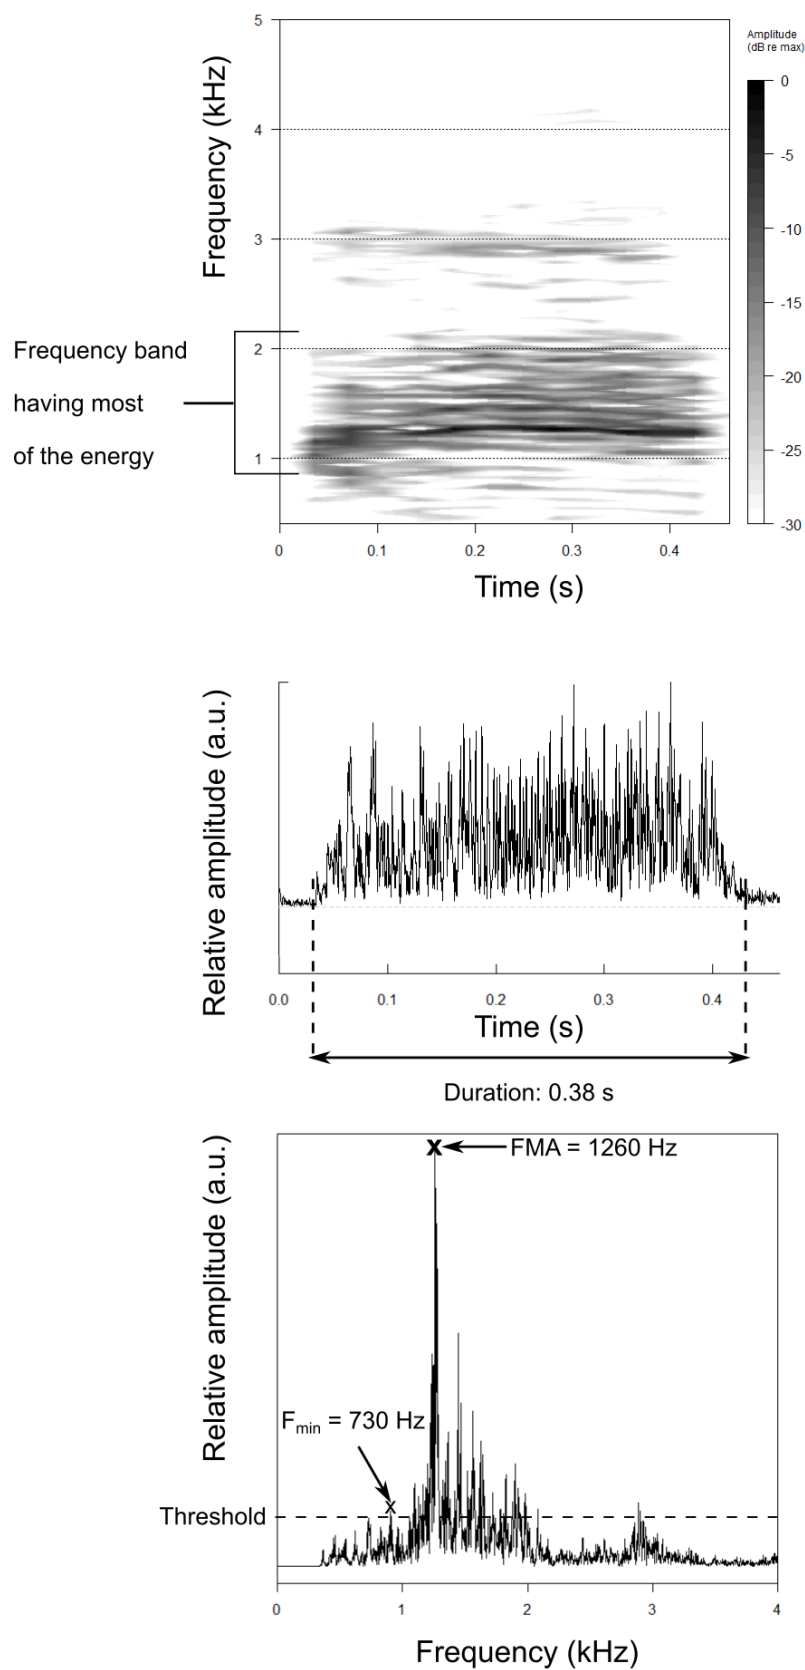 Amplitude
(dB re max)
5
4
3
2
1
Frequency (kHz)
0
-5
-10
-15
-20
-25
-30
Frequency band
having most
of the energy
0
0.1
0.2
0.3
0.4
Time (s)
Relative amplitude (a.u.)
0.0
0.1
0.2
0.3
0.4
Time (s)
Duration: 0.38 s
Relative amplitude (a.u.)
FMA = 1260 Hz
Fmin = 730 Hz
Threshold
0
1
2
3
4
Frequency (kHz)